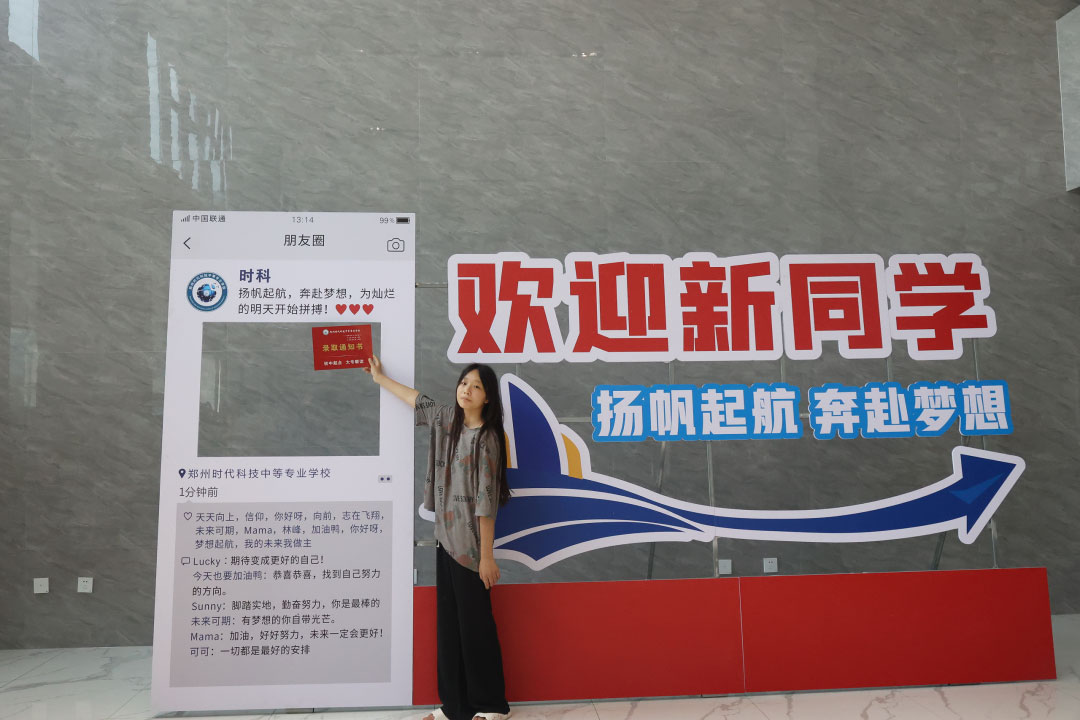 中国联通 13:14 99%
朋友圈
时科
扬帆起航，奔赴梦想，为灿烂
的明天开始拼搏！❤❤❤
录取通知书
郑州时代科技中等专业学校
1分钟前
天天向上，信仰，你好呀，向前，志在飞翔，
未来可期，Mama，林峰，加油鸭，你好呀，
梦想起航，我的未来我做主
Lucky：期待变成更好的自己！
今天也要加油鸭：恭喜恭喜，找到自己努力
的方向。
Sunny：脚踏实地，勤奋努力，你是最棒的
未来可期：有梦想的你自带光芒。
Mama：加油，好好努力，未来一定会更好！
可可：一切都是最好的安排
欢迎新同学
扬帆起航 奔赴梦想